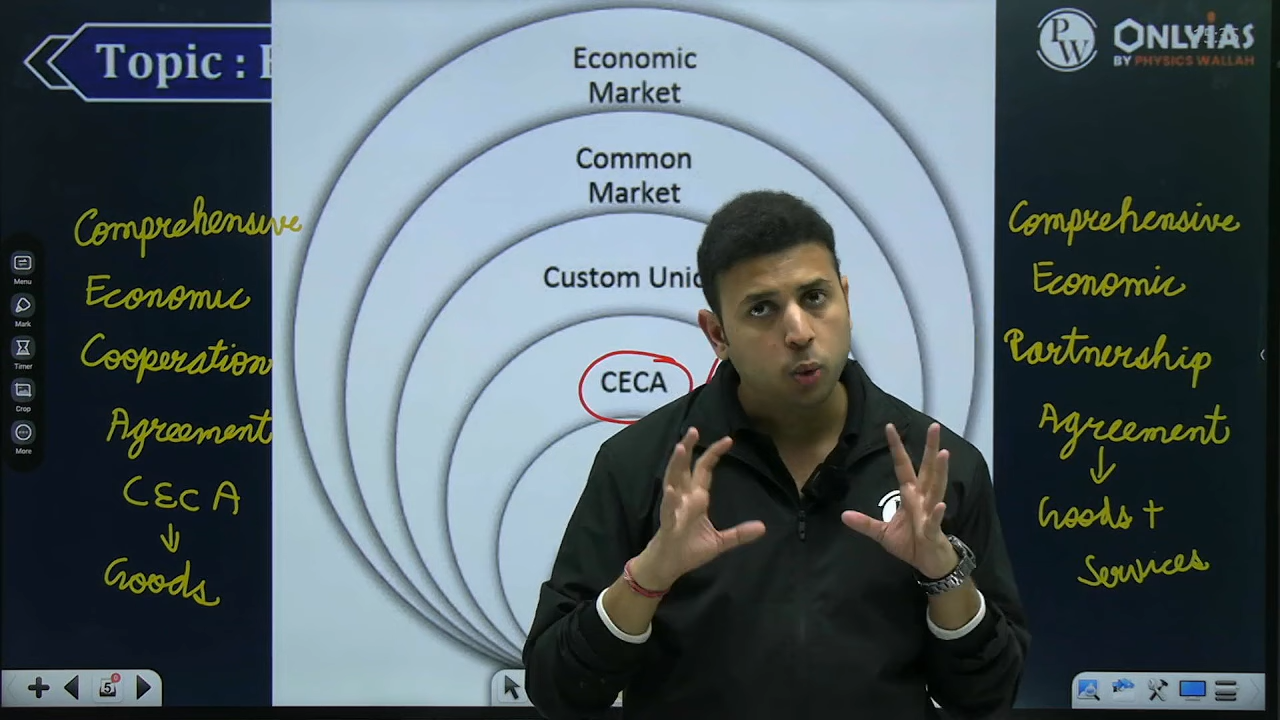 Topic :
PW
ONLYIAS
BY PHYSICS WALLAH
Economic
Market
Common
Market
Custom Unio
CECA
Comprehensive
Economic
Cooperation
Agreement
CECA
↓
Goods
Comprehensive
Economic
Partnership
Agreement
↓
Goods +
Services
Menu
Mark
Timer
Crop
More
5